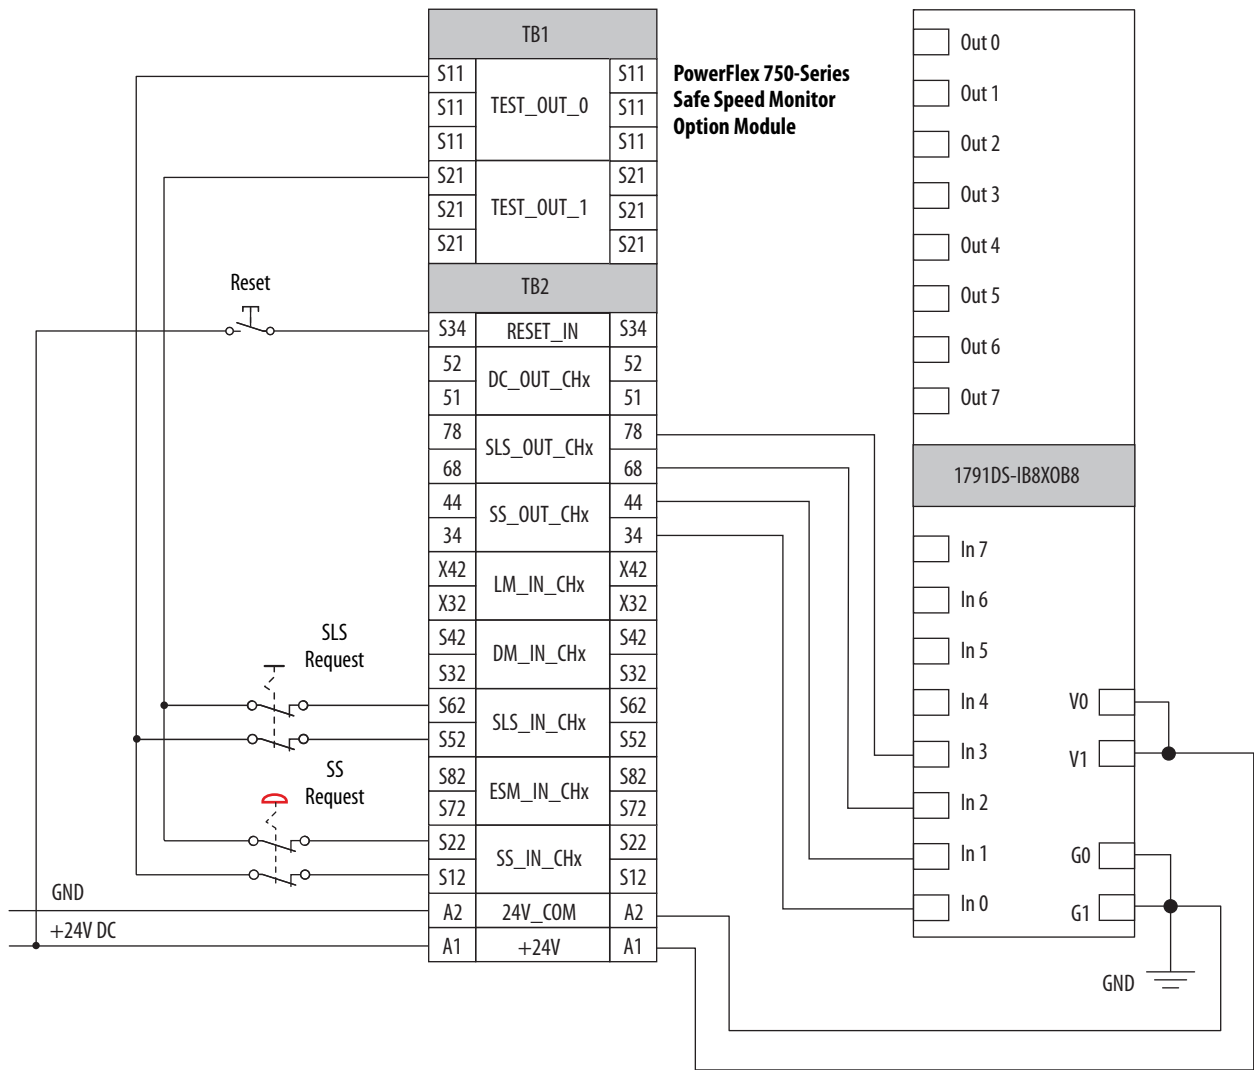 TB1
S11 S11
S11 TEST_OUT_0 S11
S11 S11
S21 S21
S21 TEST_OUT_1 S21
S21 S21
TB2
S34 RESET_IN S34
52 52
DC_OUT_CHx
51 51
78 78
SLS_OUT_CHx
68 68
44 44
SS_OUT_CHx
34 34
X42 X42
LM_IN_CHx
X32 X32
S42 S42
DM_IN_CHx
S32 S32
S62 S62
SLS_IN_CHx
S52 S52
S82 S82
ESM_IN_CHx
S72 S72
S22 S22
SS_IN_CHx
S12 S12
A2 24V_COM A2
A1 +24V A1
PowerFlex 750-Series
Safe Speed Monitor
Option Module
Reset
SLS
Request
SS
Request
GND
+24V DC
Out 0
Out 1
Out 2
Out 3
Out 4
Out 5
Out 6
Out 7
1791DS-IB8XOB8
In 7
In 6
In 5
In 4
In 3
In 2
In 1
In 0
V0
V1
G0
G1
GND